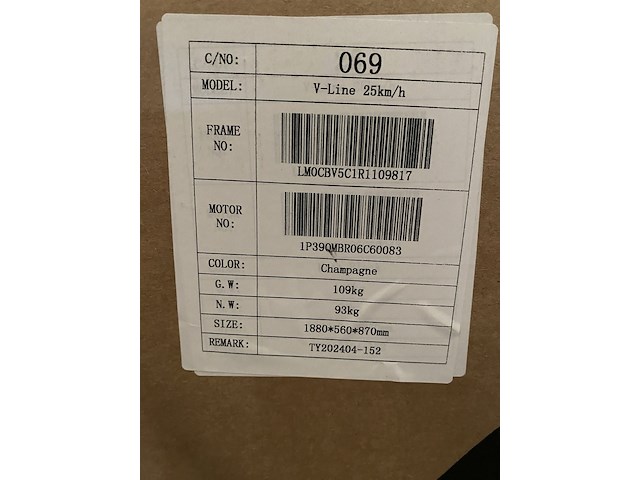 C/NO: 069
MODEL: V-Line 25km/h
FRAME NO: LM0CBV5C1R1109817
MOTOR NO: 1P39QMBR06C60083
COLOR: Champagne
G.W: 109kg
N.W: 93kg
SIZE: 1880*560*870mm
REMARK: TY202404-152